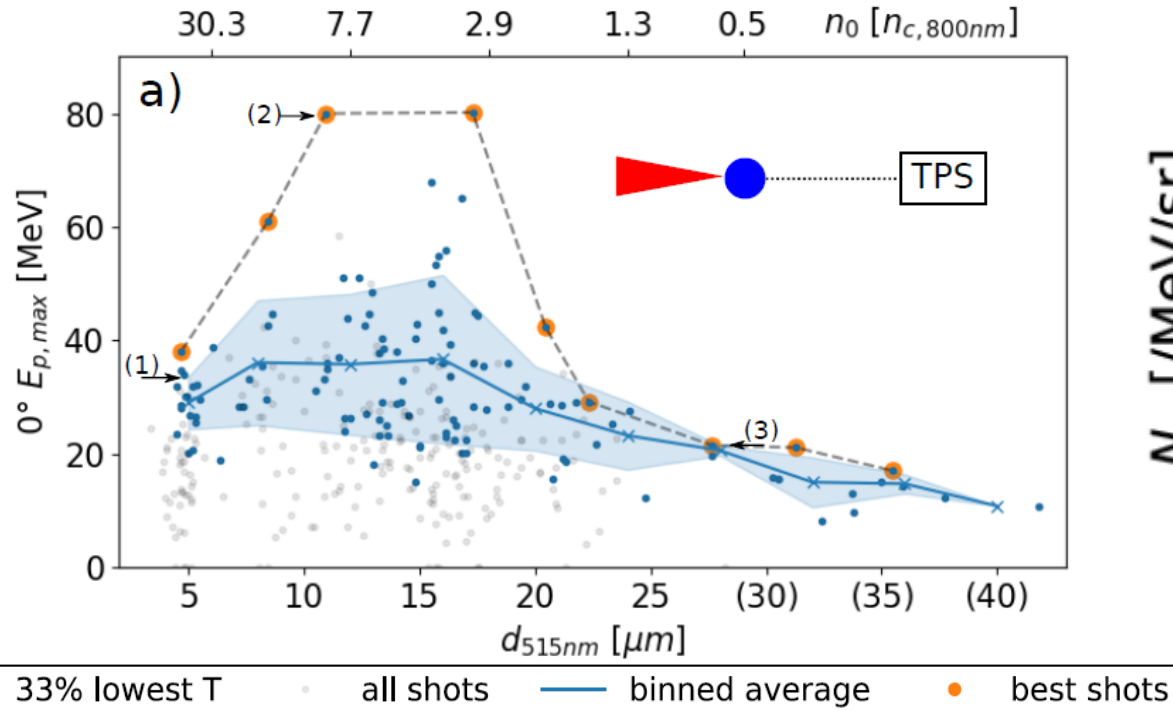 30.3 7.7 2.9 1.3 0.5 n₀ [n_c,800nm]
a)
80
60
40
20
0
0° E_p,max [MeV]
(2)
(1)
(3)
TPS
5 10 15 20 25 (30) (35) (40)
d_515nm [μm]
33% lowest T all shots binned average best shots
[/MeV/sr]